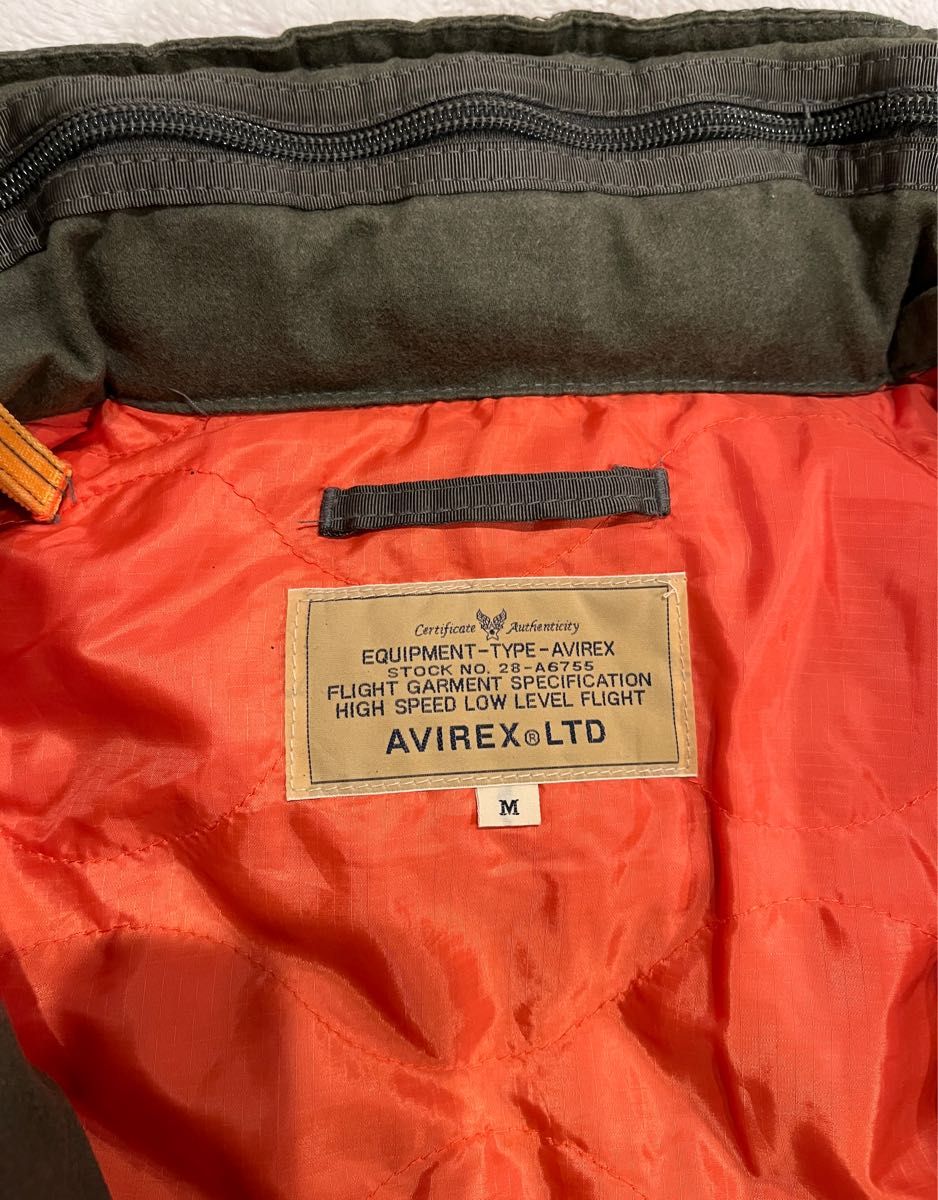 Certificate Authenticity
EQUIPMENT-TYPE-AVIREX
STOCK NO. 28-A6755
FLIGHT GARMENT SPECIFICATION
HIGH SPEED LOW LEVEL FLIGHT
AVIREX®LTD
M